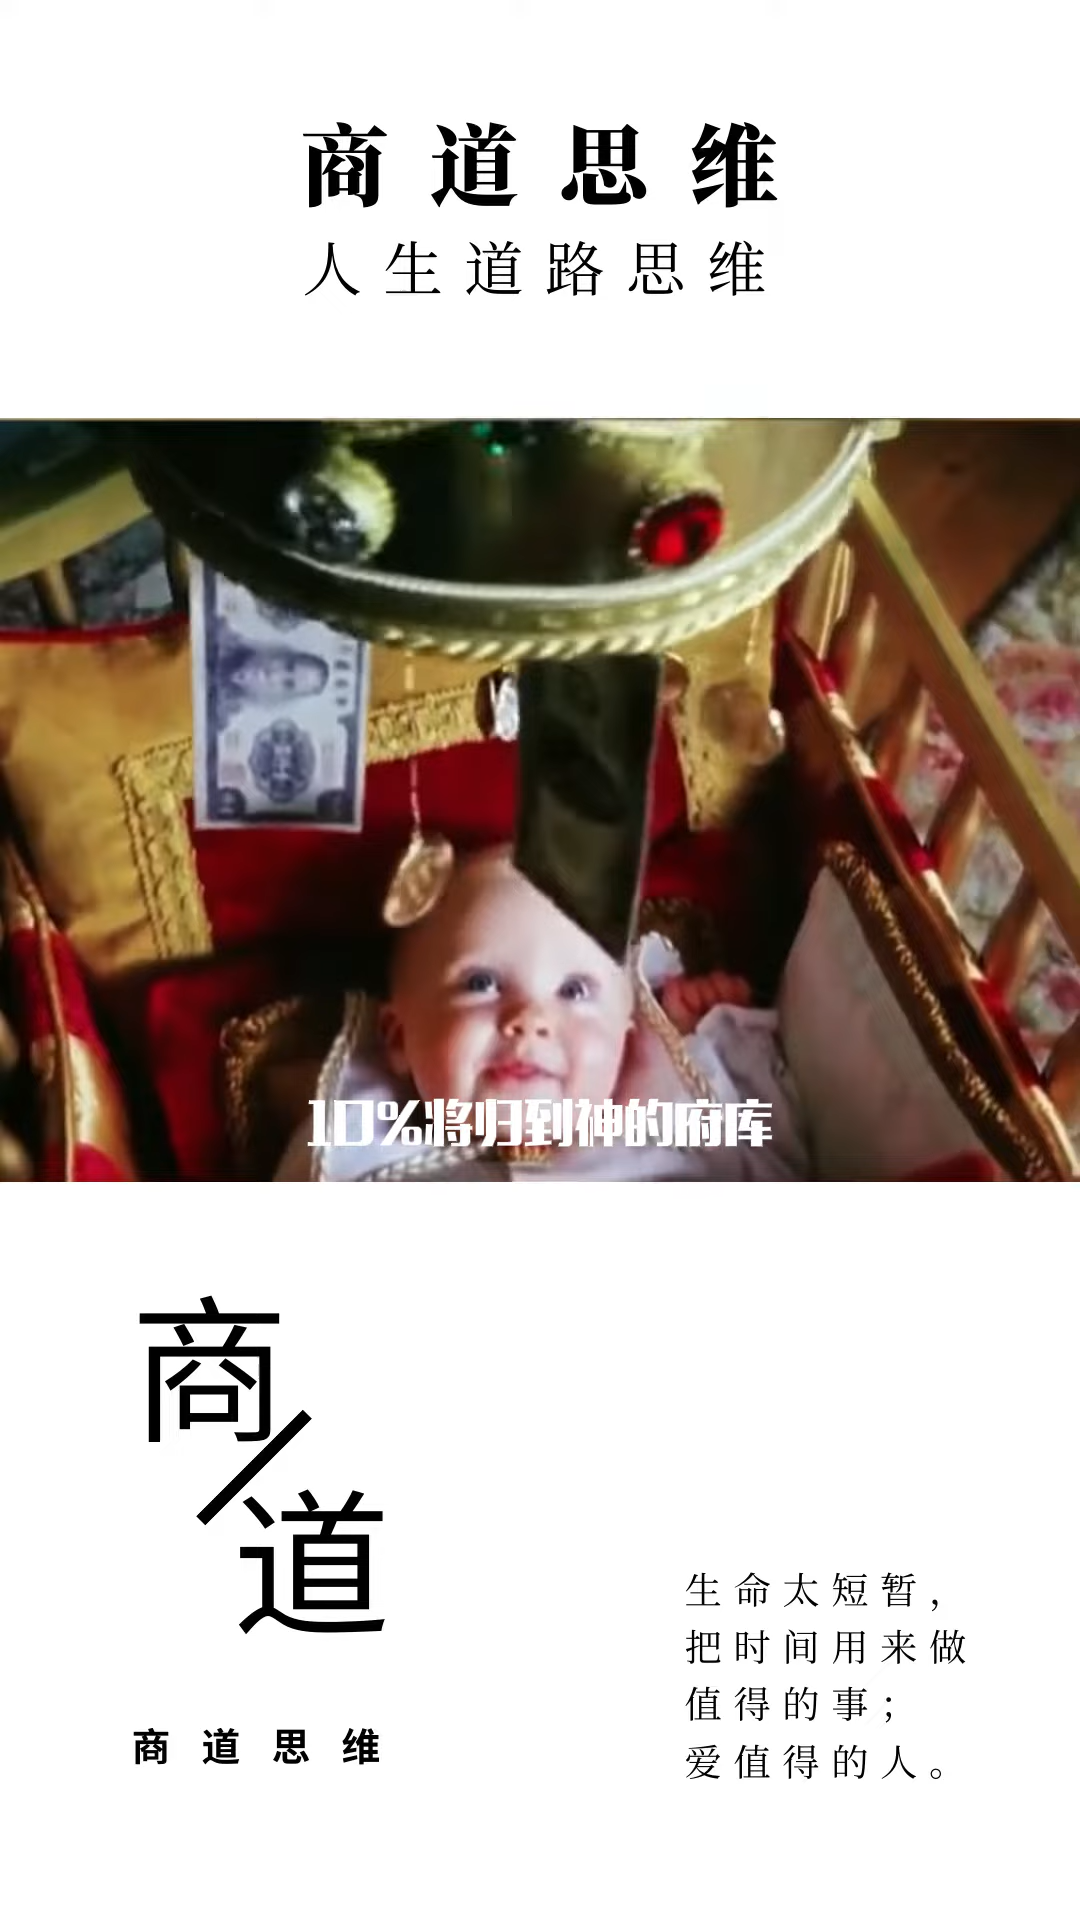 商道思维
人生道路思维
10%将归到神的府库
商
道
商道思维
生命太短暂，
把时间用来做
值得的事；
爱值得的人。